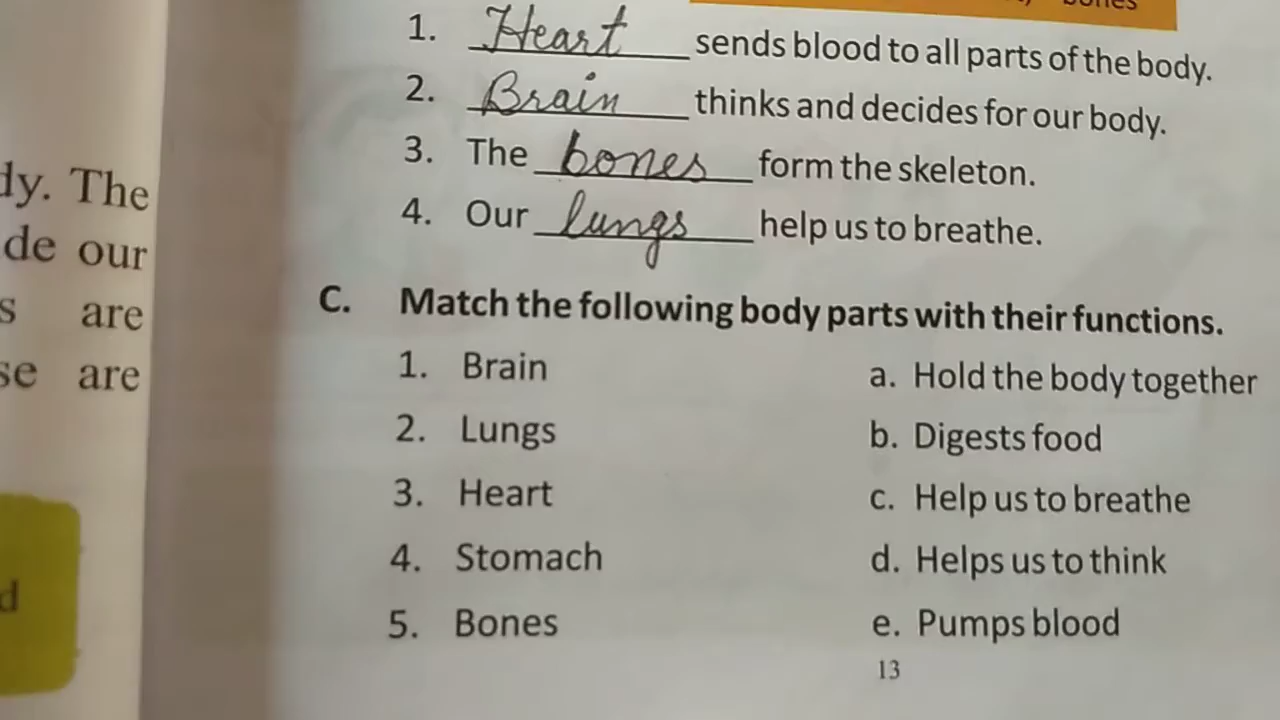 bones
1. Heart sends blood to all parts of the body.
2. Brain thinks and decides for our body.
3. The bones form the skeleton.
4. Our lungs help us to breathe.
dy. The
de our
s are
se are
d
C. Match the following body parts with their functions.
1. Brain a. Hold the body together
2. Lungs b. Digests food
3. Heart c. Help us to breathe
4. Stomach d. Helps us to think
5. Bones e. Pumps blood
13